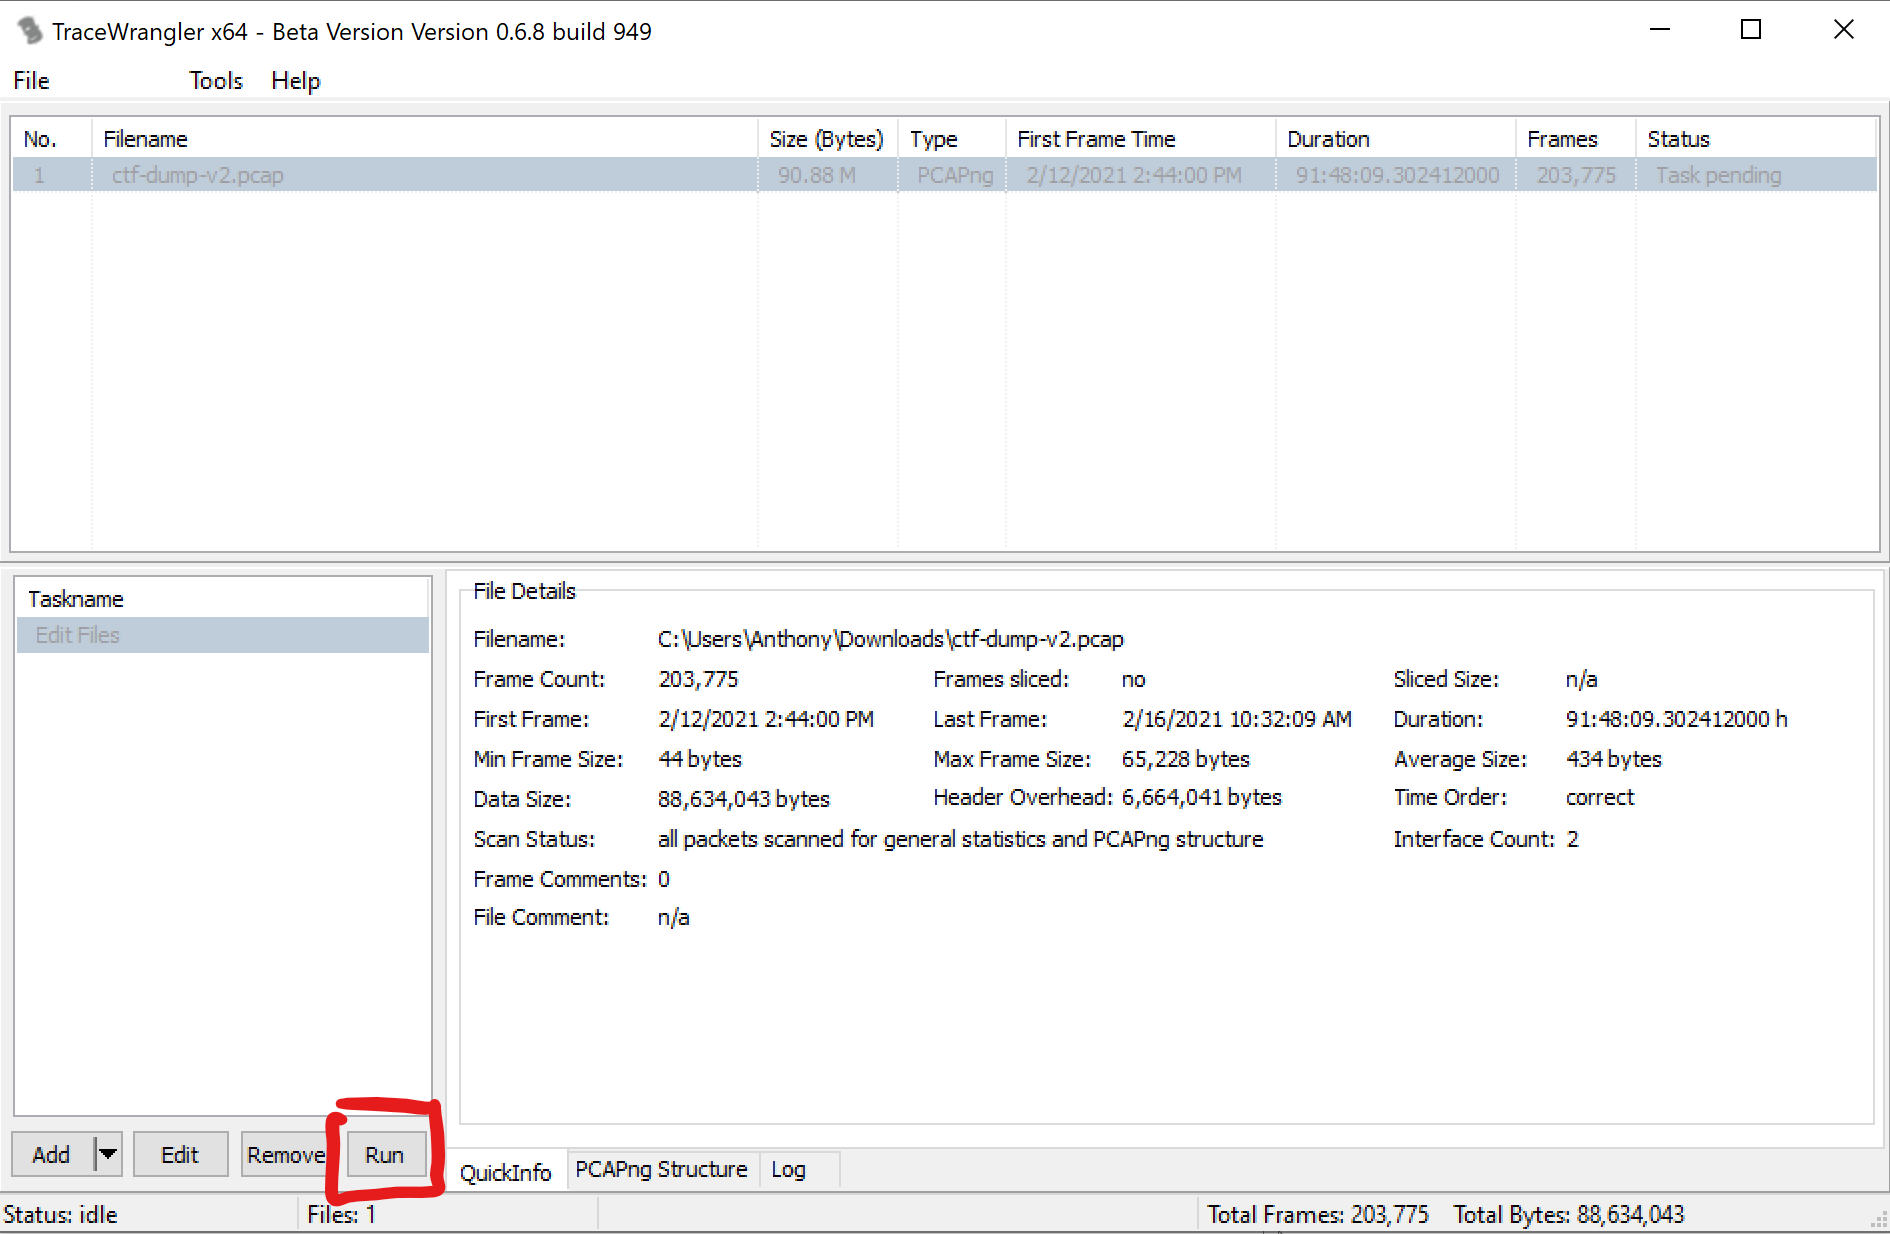 TraceWrangler x64 - Beta Version Version 0.6.8 build 949
File Tools Help
No. Filename Size (Bytes) Type First Frame Time Duration Frames Status
1 ctf-dump-v2.pcap 90.88 M PCAPng 2/12/2021 2:44:00 PM 91:48:09.302412000 203,775 Task pending
Taskname
Edit Files
File Details
Filename: C:\Users\Anthony\Downloads\ctf-dump-v2.pcap
Frame Count: 203,775 Frames sliced: no Sliced Size: n/a
First Frame: 2/12/2021 2:44:00 PM Last Frame: 2/16/2021 10:32:09 AM Duration: 91:48:09.302412000 h
Min Frame Size: 44 bytes Max Frame Size: 65,228 bytes Average Size: 434 bytes
Data Size: 88,634,043 bytes Header Overhead: 6,664,041 bytes Time Order: correct
Scan Status: all packets scanned for general statistics and PCAPng structure Interface Count: 2
Frame Comments: 0
File Comment: n/a
Add Edit Remove Run
QuickInfo PCAPng Structure Log
Status: idle Files: 1 Total Frames: 203,775 Total Bytes: 88,634,043